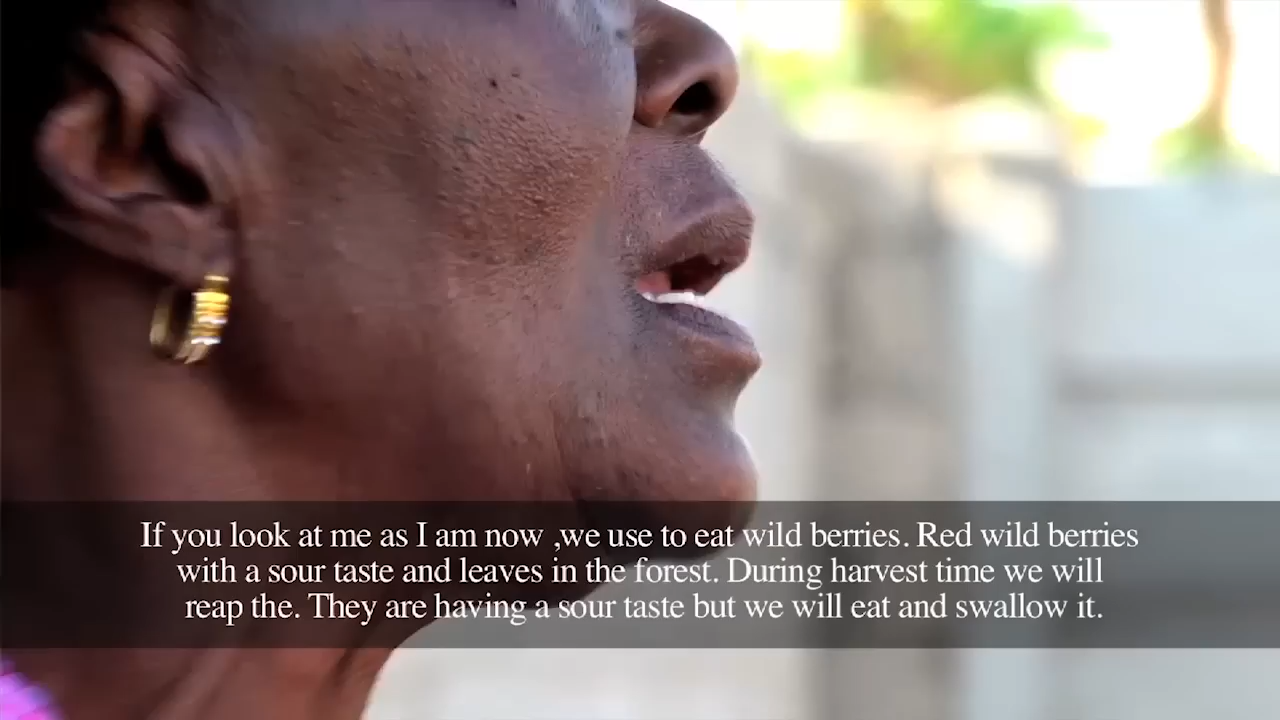 If you look at me as I am now ,we use to eat wild berries. Red wild berries
with a sour taste and leaves in the forest. During harvest time we will
reap the. They are having a sour taste but we will eat and swallow it.